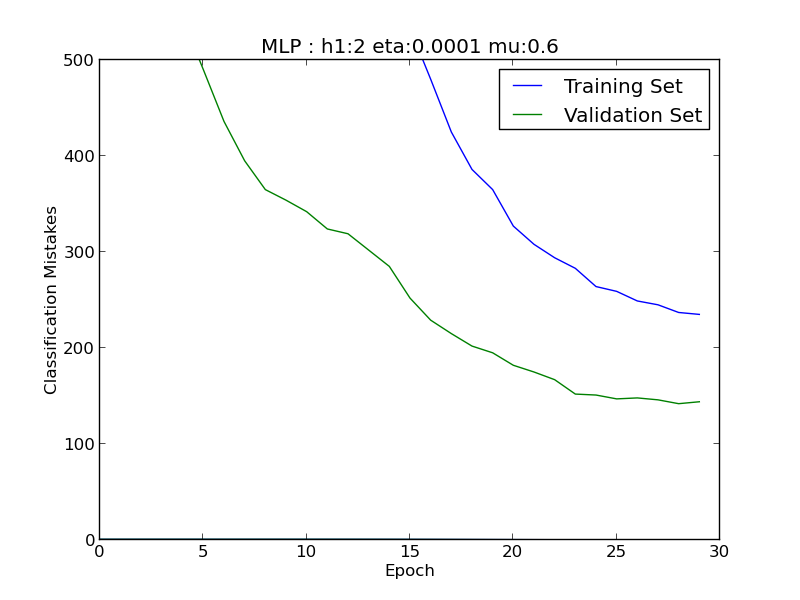 MLP : h1:2 eta:0.0001 mu:0.6
500
Training Set
Validation Set
400
300
200
100
0
Classification Mistakes
0 5 10 15 20 25 30
Epoch